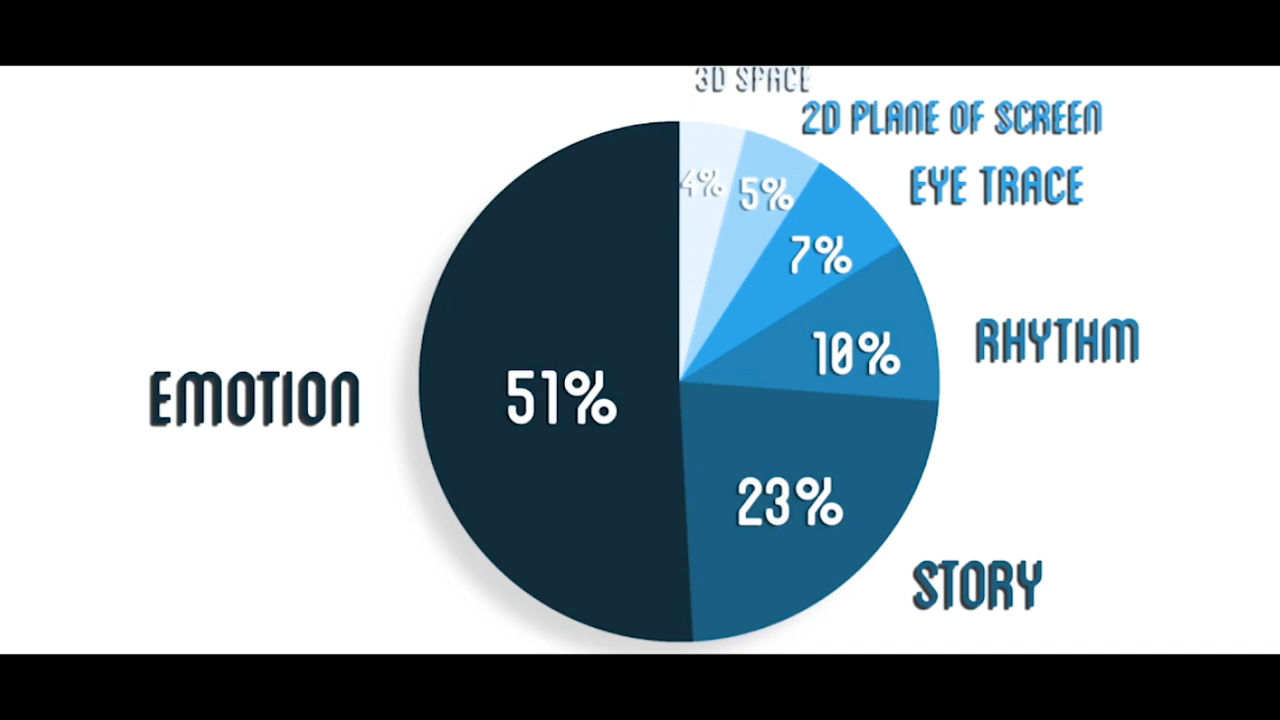 3D SPACE
2D PLANE OF SCREEN
EYE TRACE
4%
5%
7%
10%
RHYTHM
EMOTION
51%
23%
STORY